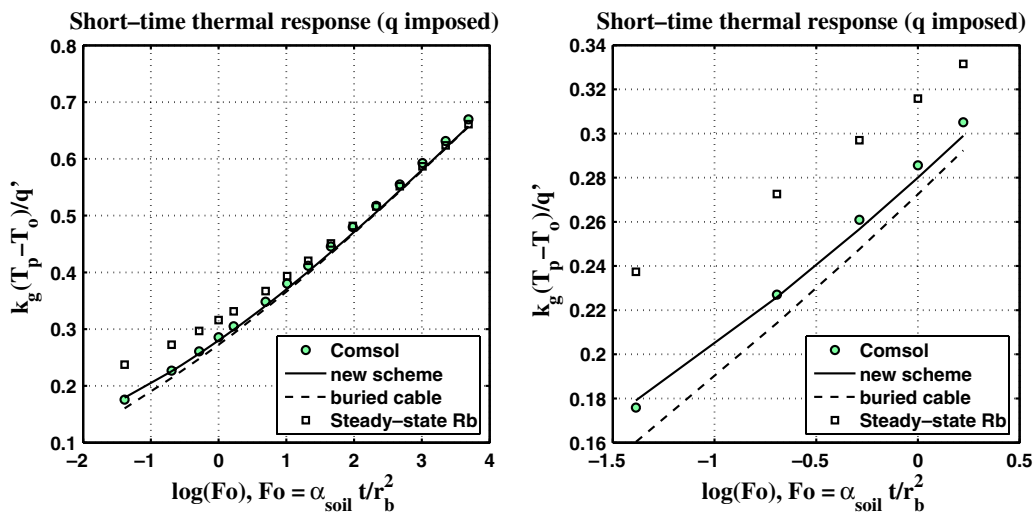 Short−time thermal response (q imposed)
0.8
0.7
0.6
0.5
0.4
0.3
0.2
0.1
−2 −1 0 1 2 3 4
k_g(T_p−T_o)/q'
log(Fo), Fo = α_soil t/r_b^2
Comsol
new scheme
buried cable
Steady−state Rb
Short−time thermal response (q imposed)
0.34
0.32
0.3
0.28
0.26
0.24
0.22
0.2
0.18
0.16
−1.5 −1 −0.5 0 0.5
k_g(T_p−T_o)/q'
log(Fo), Fo = α_soil t/r_b^2
Comsol
new scheme
buried cable
Steady−state Rb